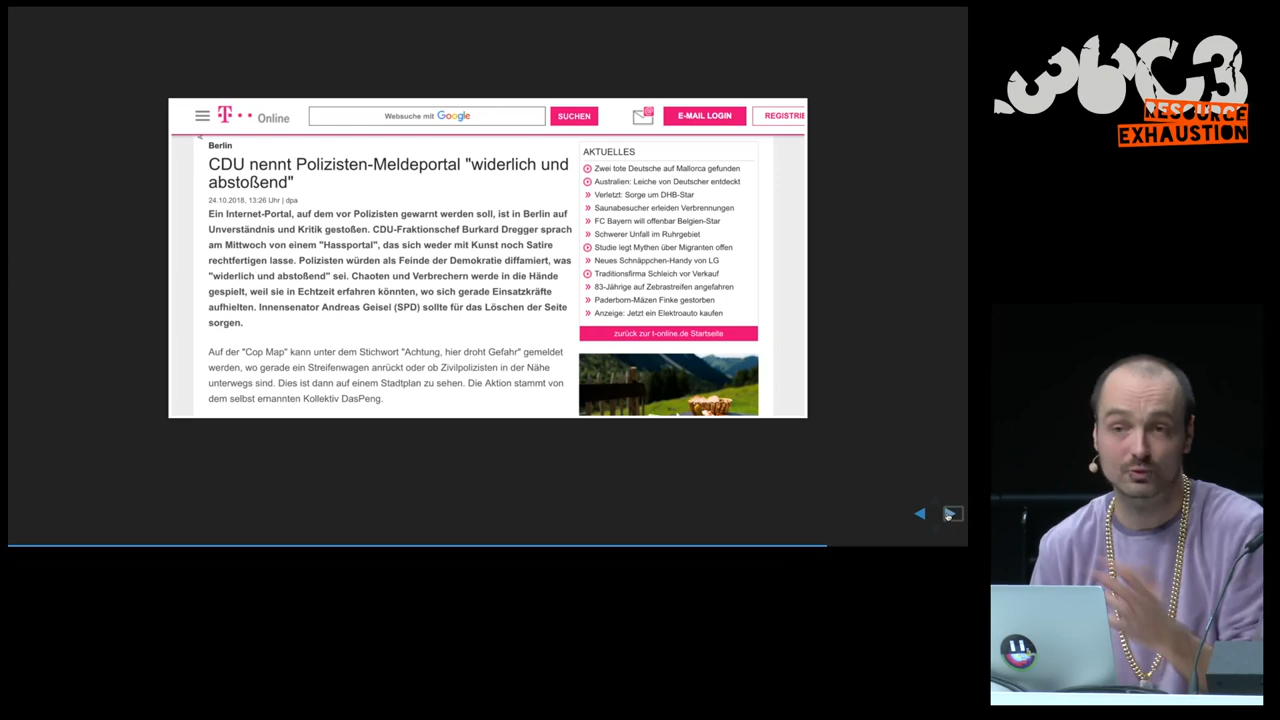 36C3
RESOURCE
EXHAUSTION
T Online
Websuche mit Google
SUCHEN
E-MAIL LOGIN
REGISTRIE
Berlin
CDU nennt Polizisten-Meldeportal "widerlich und
abstoßend"
24.10.2018, 13:26 Uhr | dpa
Ein Internet-Portal, auf dem vor Polizisten gewarnt werden soll, ist in Berlin auf
Unverständnis und Kritik gestoßen. CDU-Fraktionschef Burkard Dregger sprach
am Mittwoch von einem "Hassportal", das sich weder mit Kunst noch Satire
rechtfertigen lasse. Polizisten würden als Feinde der Demokratie diffamiert, was
"widerlich und abstoßend" sei. Chaoten und Verbrechern werde in die Hände
gespielt, weil sie in Echtzeit erfahren könnten, wo sich gerade Einsatzkräfte
aufhielten. Innensenator Andreas Geisel (SPD) sollte für das Löschen der Seite
sorgen.
Auf der "Cop Map" kann unter dem Stichwort "Achtung, hier droht Gefahr" gemeldet
werden, wo gerade ein Streifenwagen anrückt oder ob Zivilpolizisten in der Nähe
unterwegs sind. Dies ist dann auf einem Stadtplan zu sehen. Die Aktion stammt von
dem selbst ernannten Kollektiv DasPeng.
AKTUELLES
Zwei tote Deutsche auf Mallorca gefunden
Australien: Leiche von Deutscher entdeckt
Verletzt: Sorge um DHB-Star
Saunabesucher erleiden Verbrennungen
FC Bayern will offenbar Belgien-Star
Schwerer Unfall im Ruhrgebiet
Studie legt Mythen über Migranten offen
Neues Schnäppchen-Handy von LG
Traditionsfirma Schleich vor Verkauf
83-Jährige auf Zebrastreifen angefahren
Paderborn-Mäzen Finke gestorben
Anzeige: Jetzt ein Elektroauto kaufen
zurück zur t-online.de Startseite